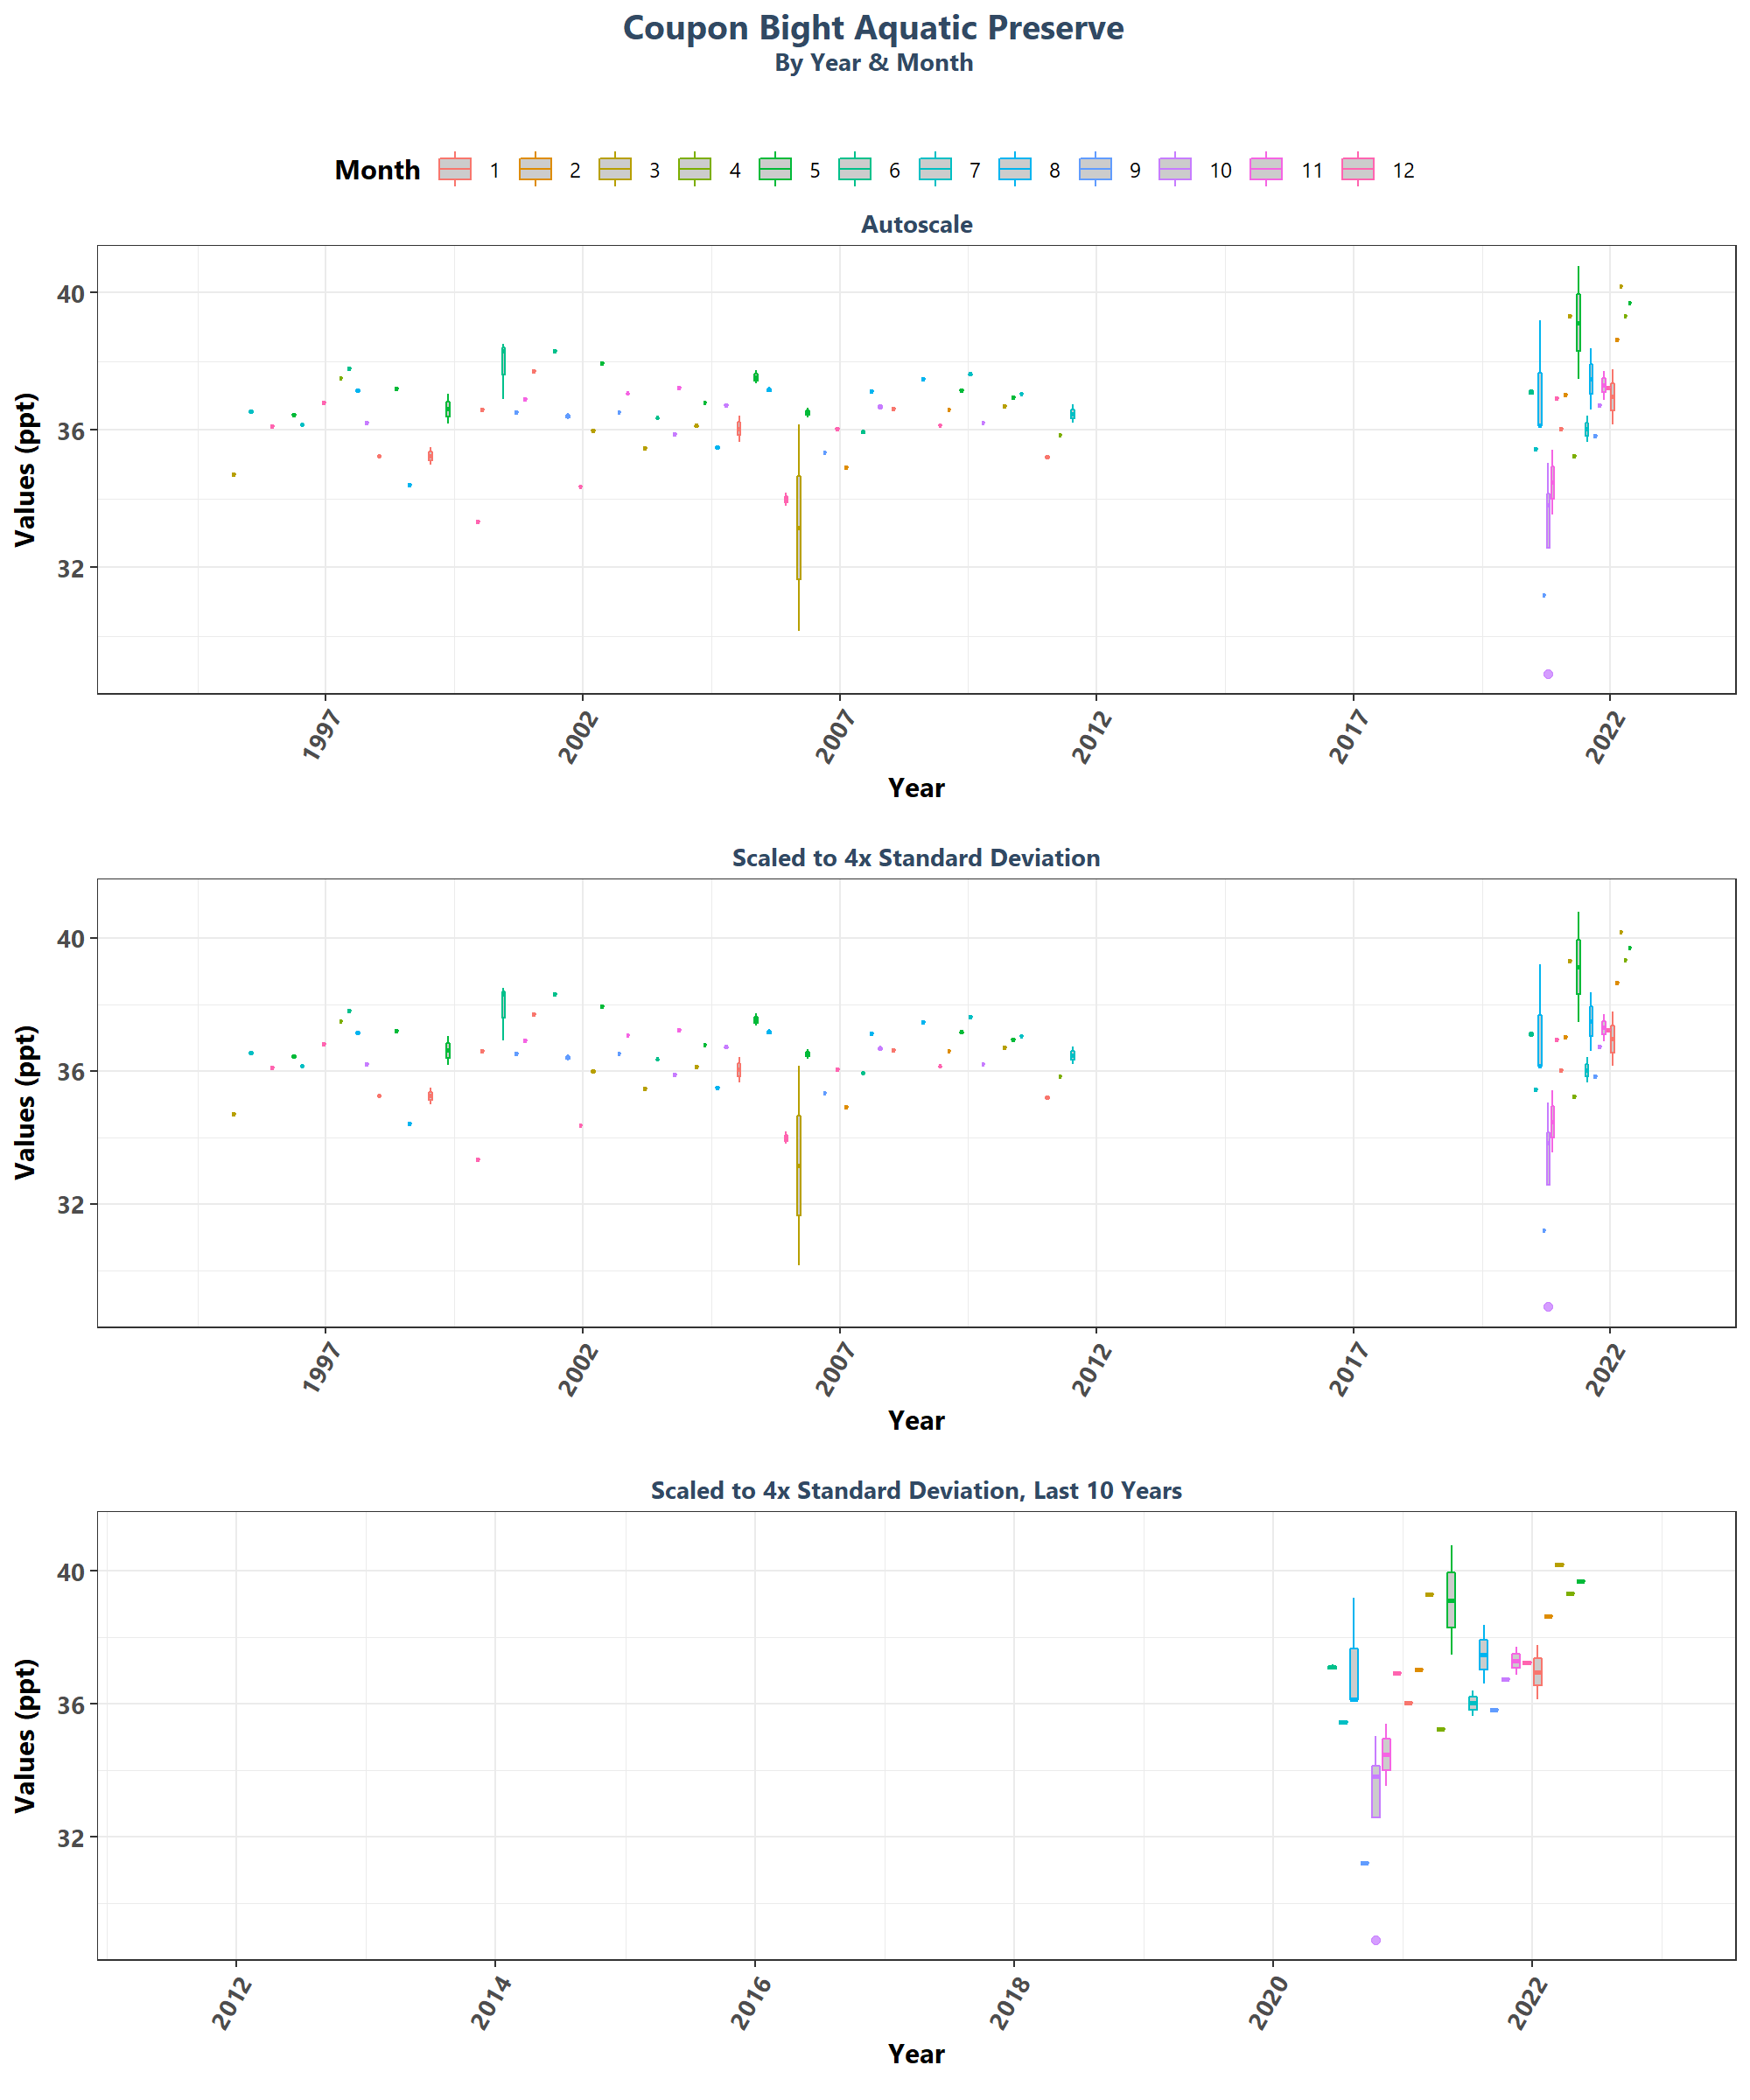 Coupon Bight Aquatic Preserve
By Year & Month
Month 1 2 3 4 5 6 7 8 9 10 11 12
Autoscale
Values (ppt)
40
36
32
1997 2002 2007 2012 2017 2022
Year
Scaled to 4x Standard Deviation
Values (ppt)
40
36
32
1997 2002 2007 2012 2017 2022
Year
Scaled to 4x Standard Deviation, Last 10 Years
Values (ppt)
40
36
32
2012 2014 2016 2018 2020 2022
Year